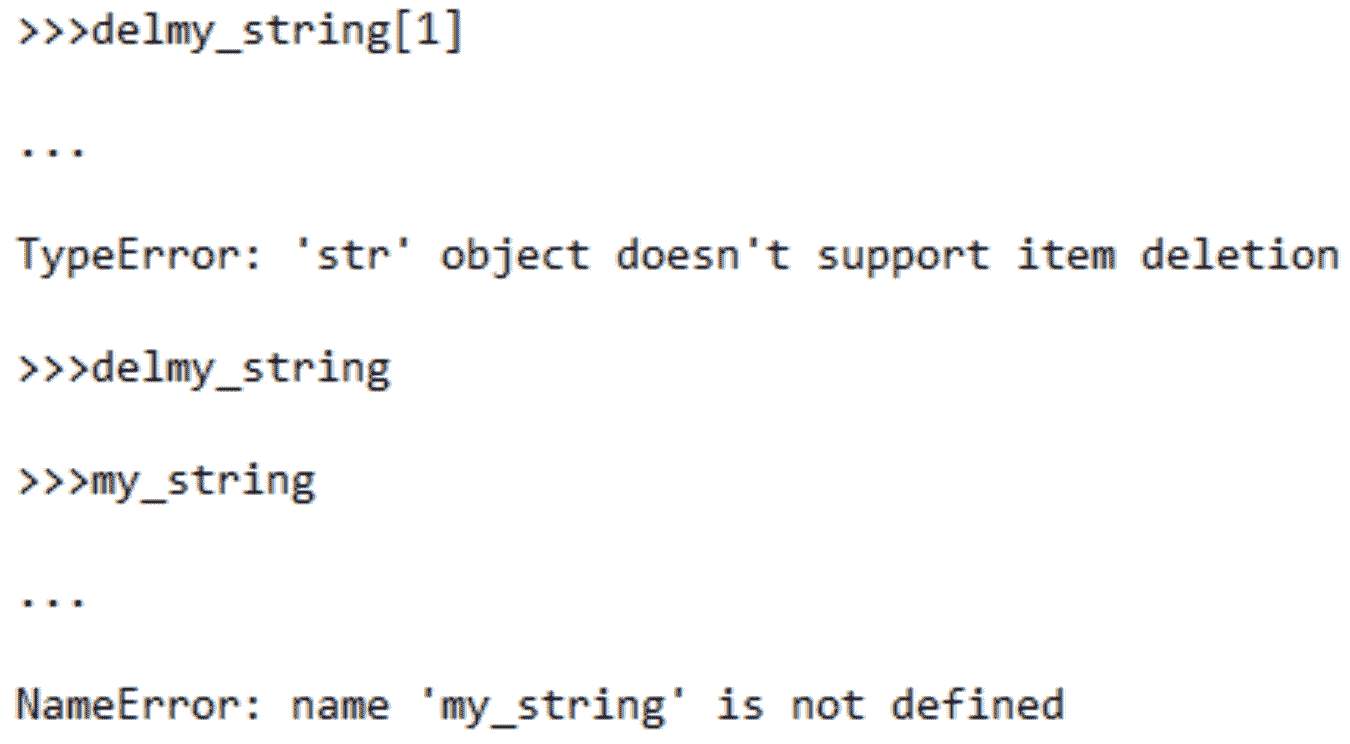 >>>delmy_string[1]
...
TypeError: 'str' object doesn't support item deletion
>>>delmy_string
>>>my_string
...
NameError: name 'my_string' is not defined